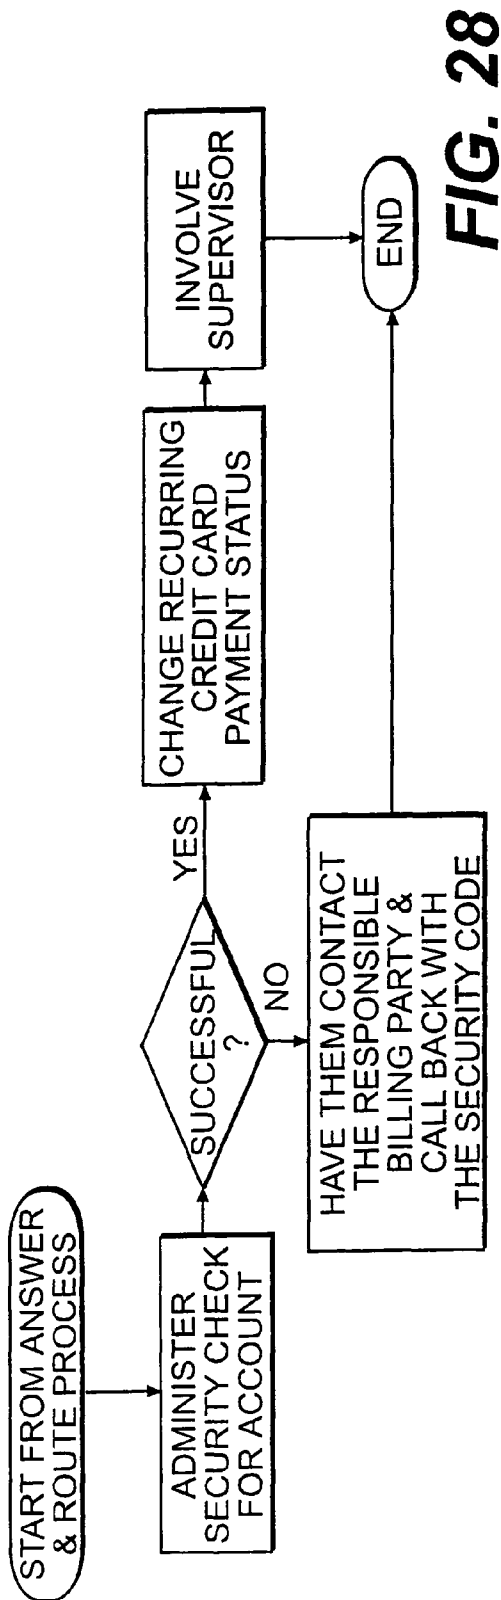 START FROM ANSWER
& ROUTE PROCESS
ADMINISTER
SECURITY CHECK
FOR ACCOUNT
SUCCESSFUL
?
YES
NO
CHANGE RECURRING
CREDIT CARD
PAYMENT STATUS
INVOLVE
SUPERVISOR
HAVE THEM CONTACT
THE RESPONSIBLE
BILLING PARTY &
CALL BACK WITH
THE SECURITY CODE
END
FIG. 28